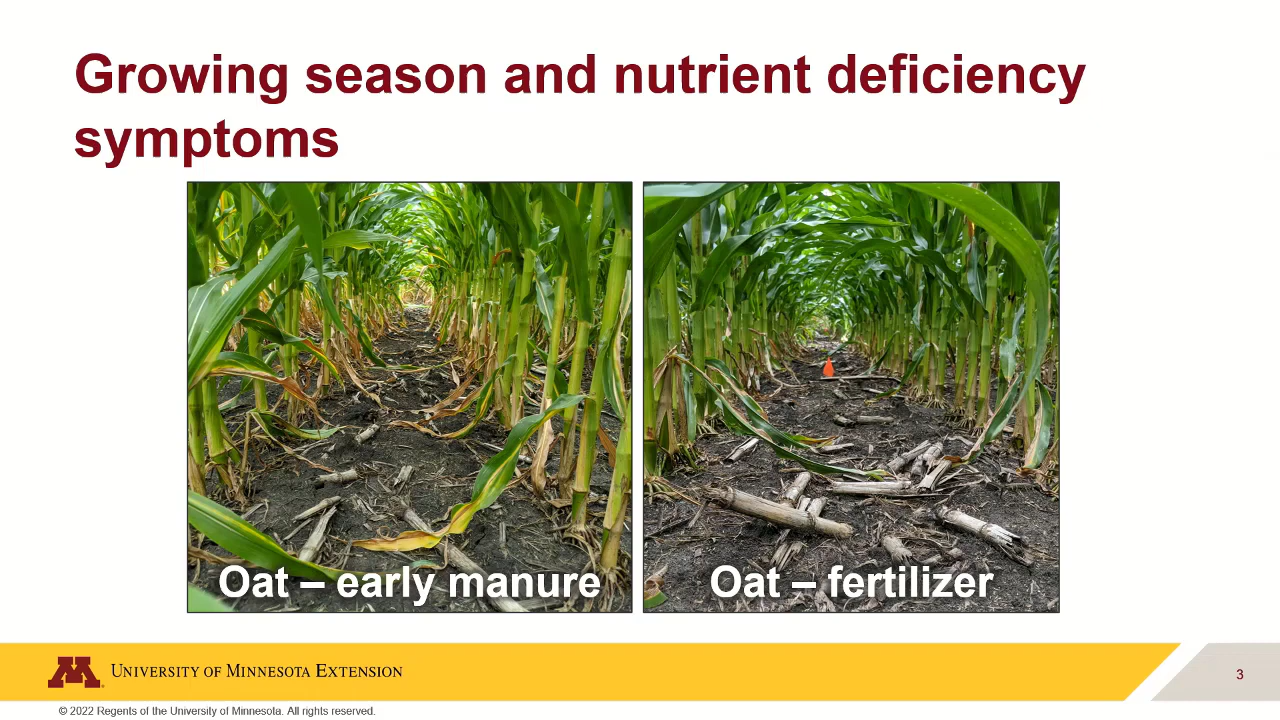 Growing season and nutrient deficiency
symptoms
Oat – early manure
Oat – fertilizer
M
UNIVERSITY OF MINNESOTA EXTENSION
3
© 2022 Regents of the University of Minnesota. All rights reserved.